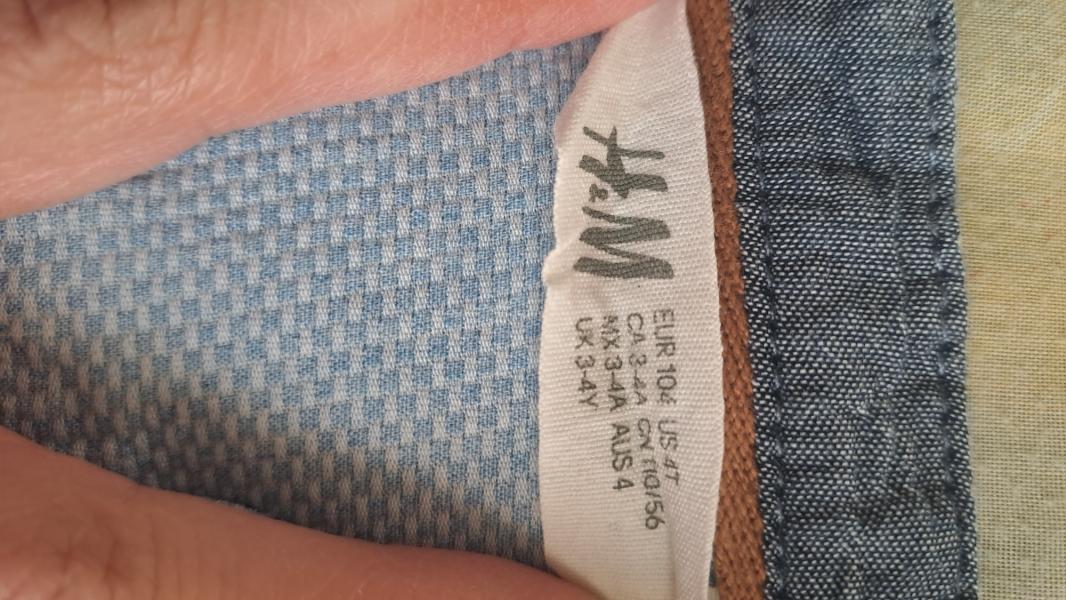 H&M
EUR 104 US 4T
CA 3-4A CN 110/56
MX 3-4A AUS 4
UK 3-4Y